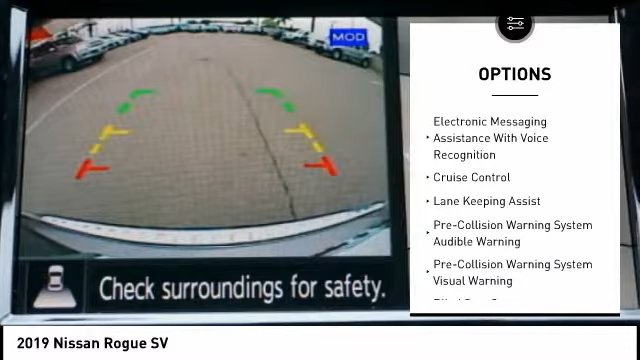 MOD
Check surroundings for safety.
OPTIONS
Electronic Messaging
Assistance With Voice
Recognition
Cruise Control
Lane Keeping Assist
Pre-Collision Warning System
Audible Warning
Pre-Collision Warning System
Visual Warning
2019 Nissan Rogue SV